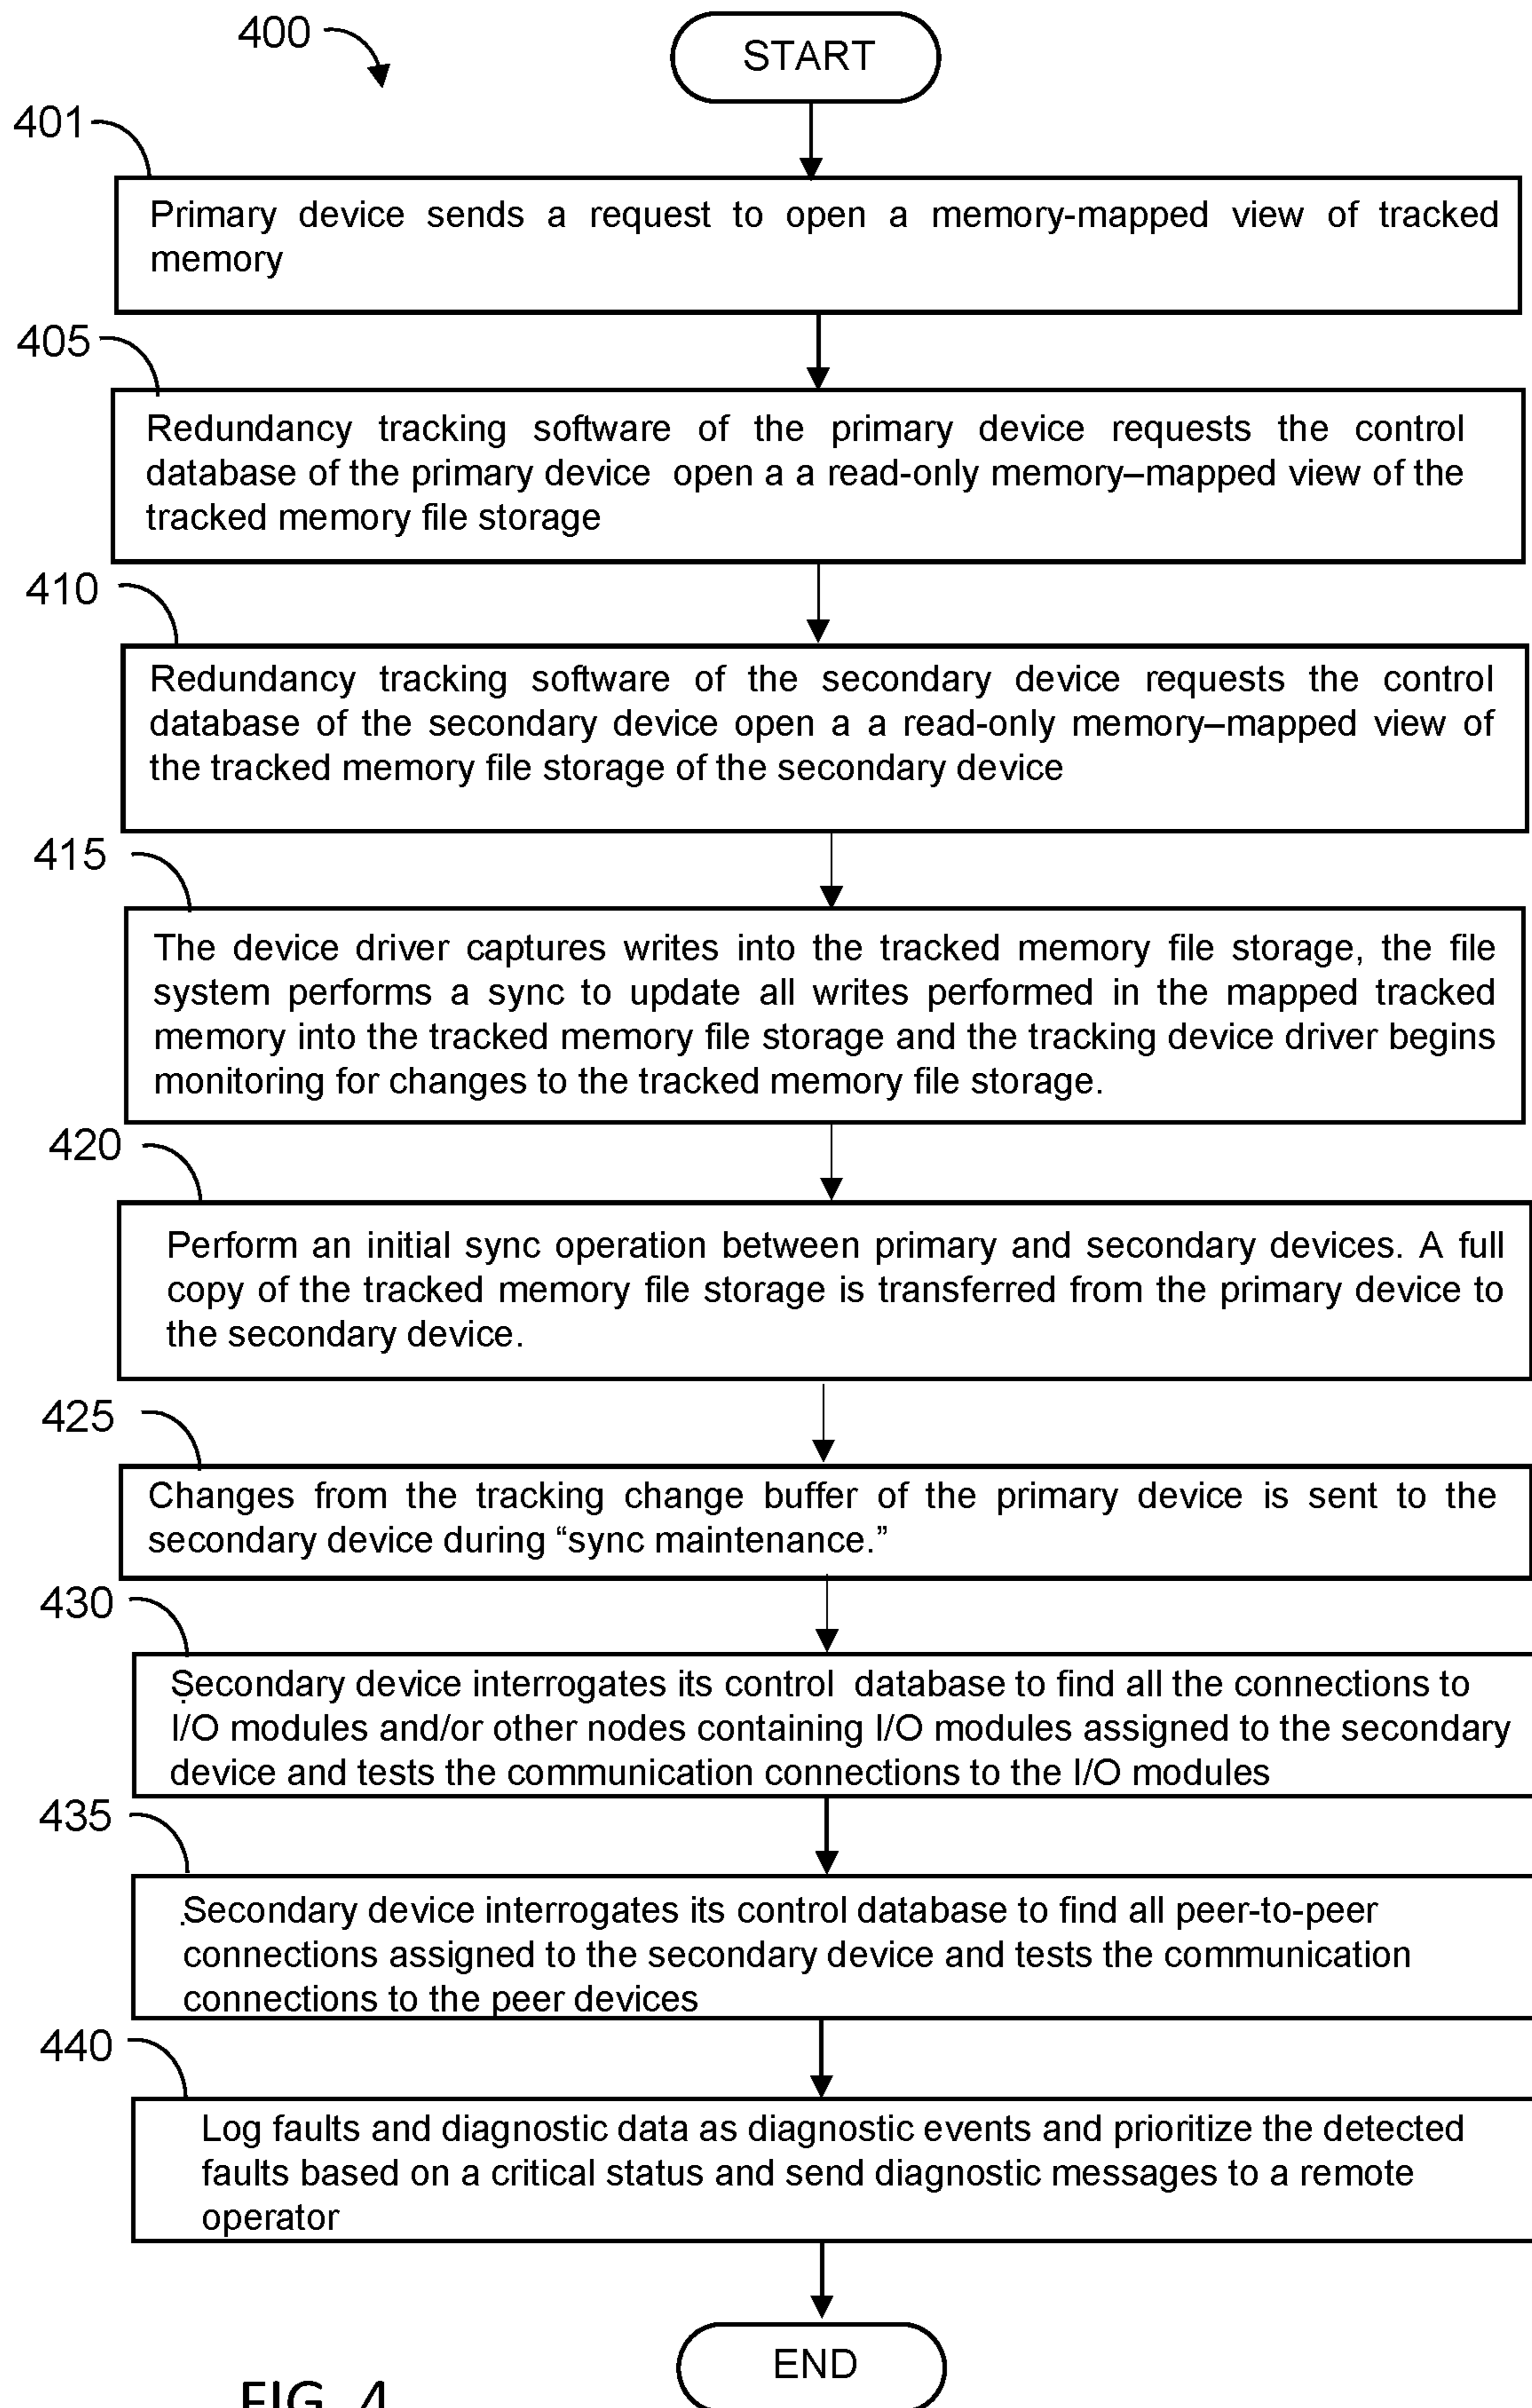 400
START
401
Primary device sends a request to open a memory-mapped view of tracked
memory
405
Redundancy tracking software of the primary device requests the control
database of the primary device open a a read-only memory–mapped view of the
tracked memory file storage
410
Redundancy tracking software of the secondary device requests the control
database of the secondary device open a a read-only memory–mapped view of
the tracked memory file storage of the secondary device
415
The device driver captures writes into the tracked memory file storage, the file
system performs a sync to update all writes performed in the mapped tracked
memory into the tracked memory file storage and the tracking device driver begins
monitoring for changes to the tracked memory file storage.
420
Perform an initial sync operation between primary and secondary devices. A full
copy of the tracked memory file storage is transferred from the primary device to
the secondary device.
425
Changes from the tracking change buffer of the primary device is sent to the
secondary device during “sync maintenance.”
430
Secondary device interrogates its control database to find all the connections to
I/O modules and/or other nodes containing I/O modules assigned to the secondary
device and tests the communication connections to the I/O modules
435
.Secondary device interrogates its control database to find all peer-to-peer
connections assigned to the secondary device and tests the communication
connections to the peer devices
440
Log faults and diagnostic data as diagnostic events and prioritize the detected
faults based on a critical status and send diagnostic messages to a remote
operator
END
FIG. 4